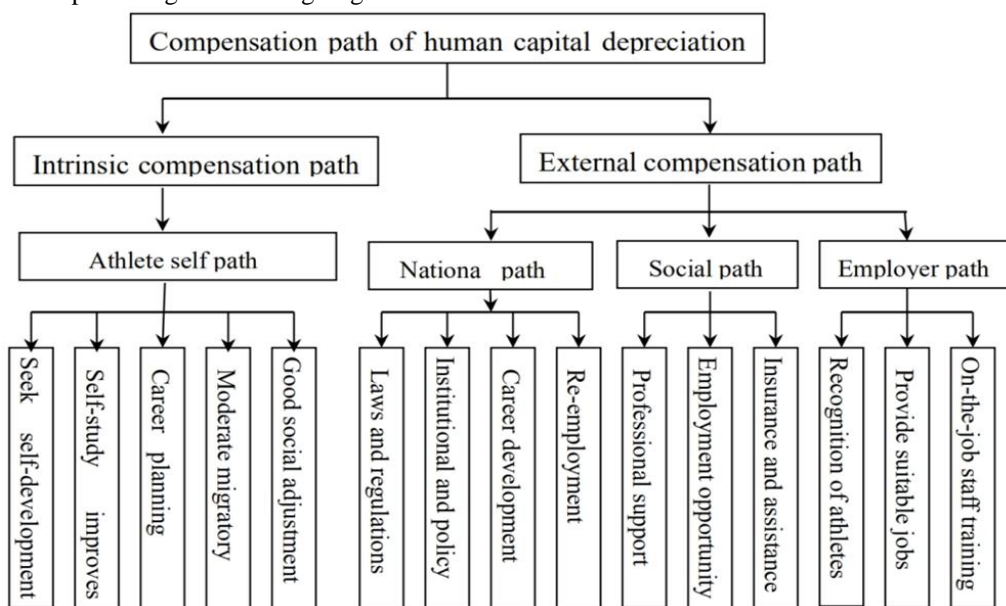 Compensation path of human capital depreciation
Intrinsic compensation path
External compensation path
Athlete self path
Nationa path
Social path
Employer path
Seek self-development
Self-study improves
Career planning
Moderate migratory
Good social adjustment
Laws and regulations
Institutional and policy
Career development
Re-employment
Professional support
Employment opportunity
Insurance and assistance
Recognition of athletes
Provide suitable jobs
On-the-job staff training